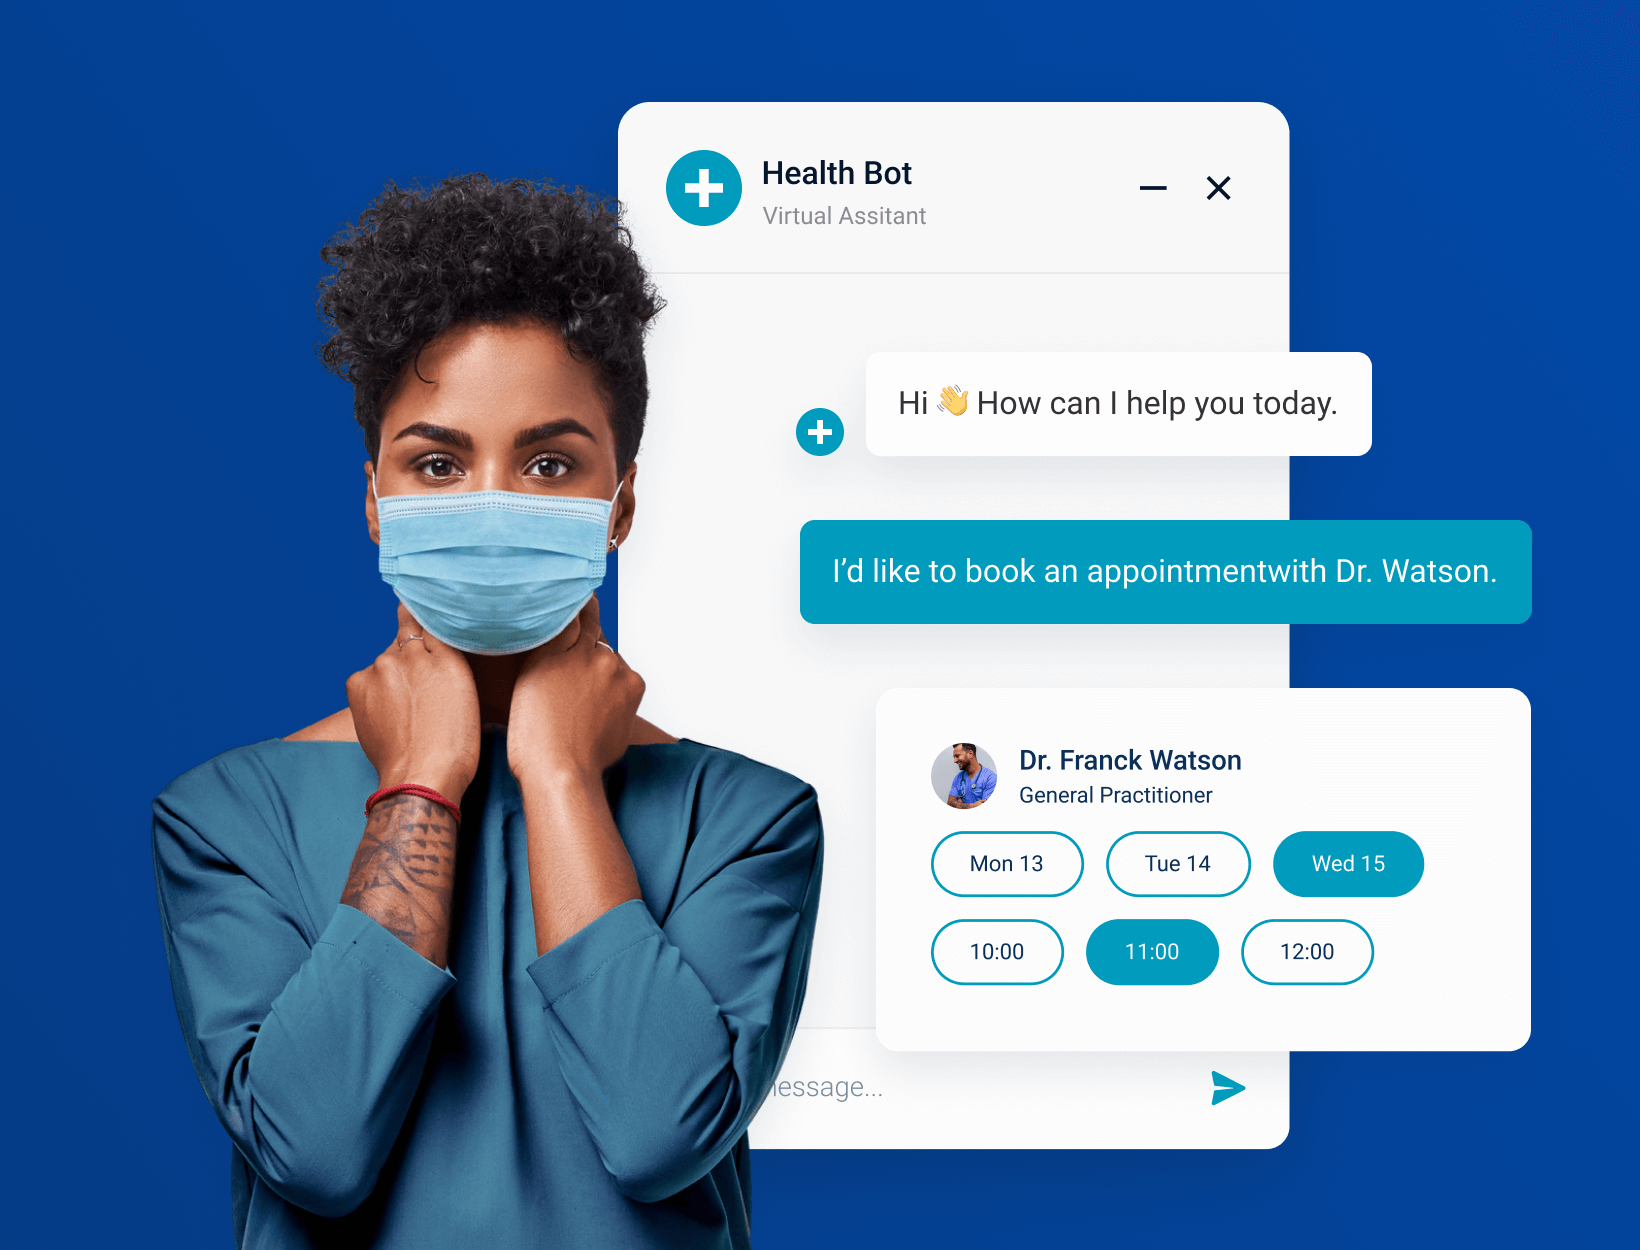 Health Bot
Virtual Assitant
Hi 👋 How can I help you today.
I’d like to book an appointmentwith Dr. Watson.
Dr. Franck Watson
General Practitioner
Mon 13 Tue 14 Wed 15
10:00 11:00 12:00
essage...